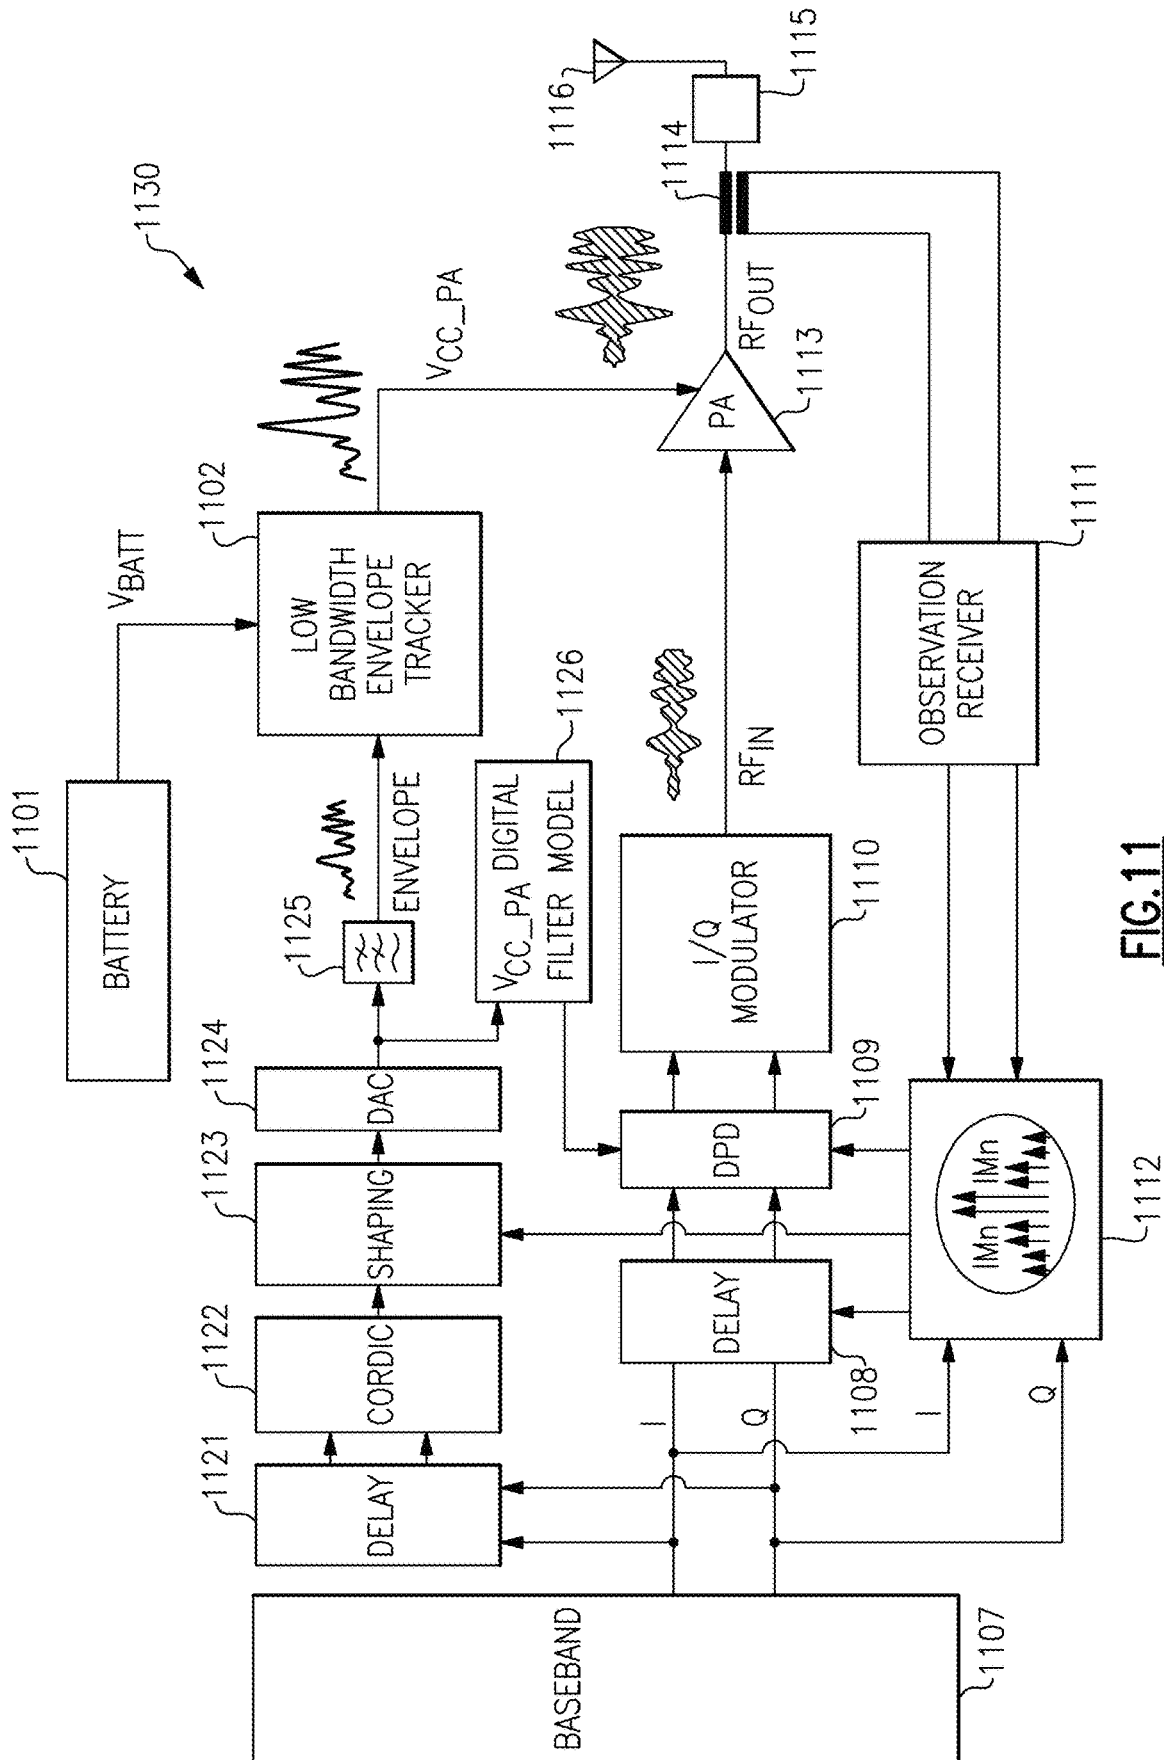 1130
1101
BATTERY
VBATT
1102
LOW
BANDWIDTH
ENVELOPE
TRACKER
VCC_PA
1121
DELAY
1122
CORDIC
1123
SHAPING
1124
DAC
1125
ENVELOPE
VCC_PA DIGITAL
FILTER MODEL
1126
BASEBAND
1107
I
Q
DELAY
1108
DPD
1109
I/Q
MODULATOR
1110
RFIN
PA
1113
RFOUT
1114
1115
1116
OBSERVATION
RECEIVER
1111
I
Q
IMn
IMn
1112
FIG.11